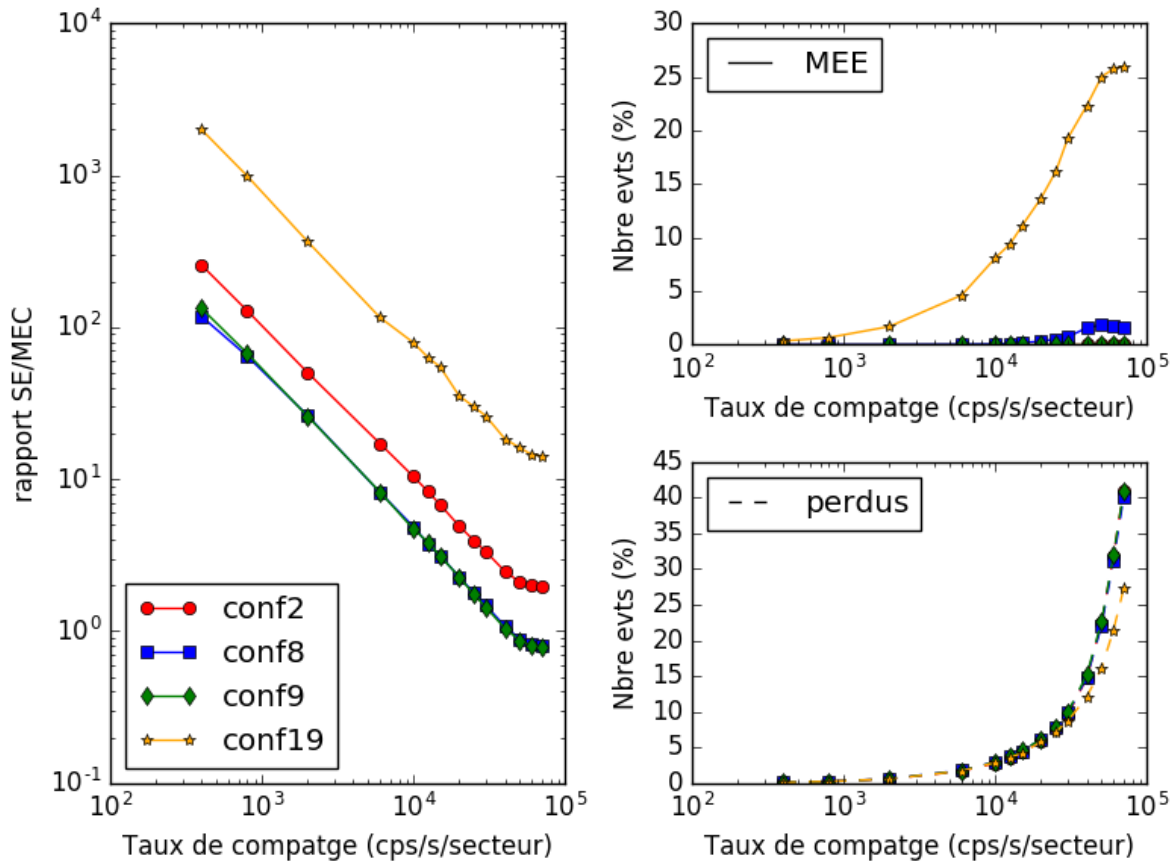 rapport SE/MEC
10^4
10^3
10^2
10^1
10^0
10^-1
conf2
conf8
conf9
conf19
10^2 10^3 10^4 10^5
Taux de compatge (cps/s/secteur)
Nbre evts (%)
30
25
20
15
10
5
0
MEE
10^2 10^3 10^4 10^5
Taux de compatge (cps/s/secteur)
Nbre evts (%)
45
40
35
30
25
20
15
10
5
0
perdus
10^2 10^3 10^4 10^5
Taux de compatge (cps/s/secteur)